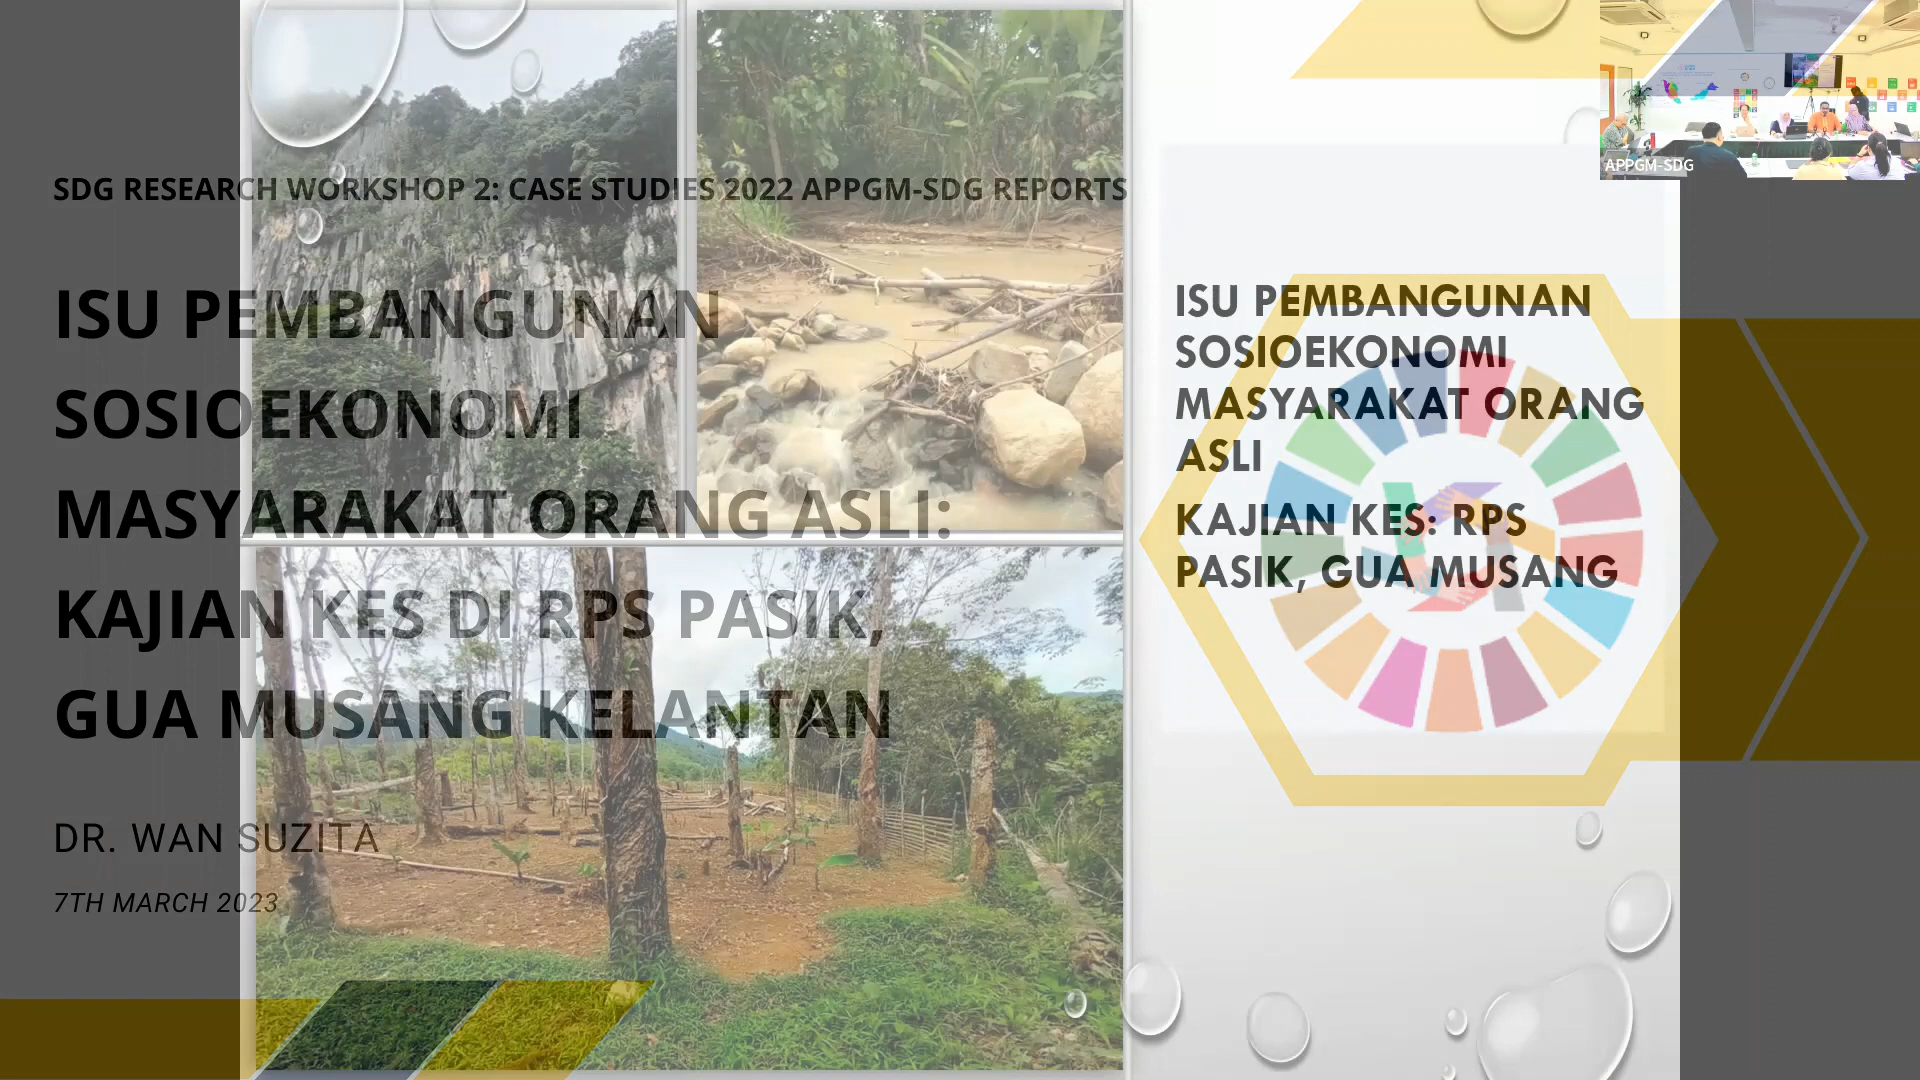 SDG RESEARCH WORKSHOP 2: CASE STUDIES 2022 APPGM-SDG REPORTS
ISU PEMBANGUNAN
SOSIOEKONOMI
MASYARAKAT ORANG ASLI:
KAJIAN KES DI RPS PASIK,
GUA MUSANG KELANTAN
DR. WAN SUZITA
7TH MARCH 2023
ISU PEMBANGUNAN
SOSIOEKONOMI
MASYARAKAT ORANG
ASLI
KAJIAN KES: RPS
PASIK, GUA MUSANG
APPGM-SDG